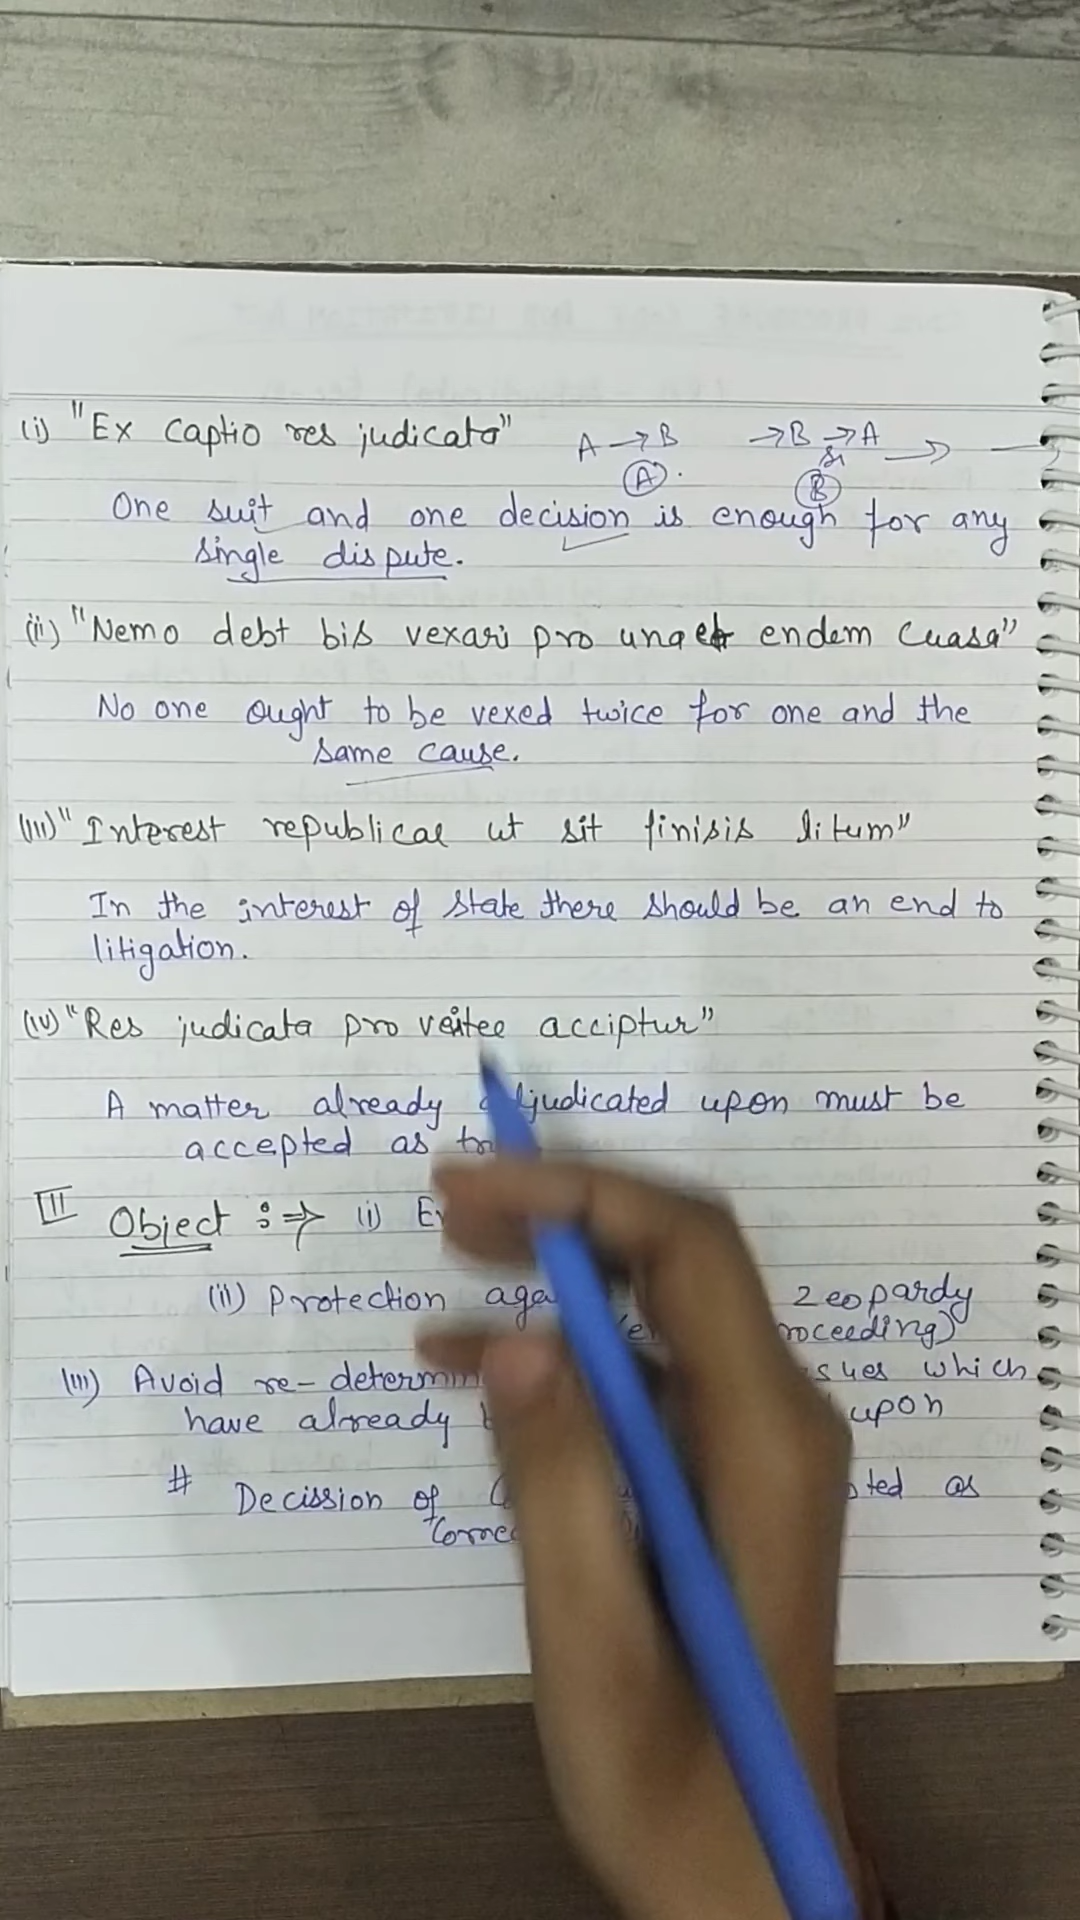 (i) "Ex Captio res judicata"
A → B → B → A
(A) (B)
One suit and one decision is enough for any
single dispute.
(ii) "Nemo debt bis vexari pro una et endem Cuasa"
No one ought to be vexed twice for one and the
same cause.
(III) "Interest republicae ut sit finisis litum"
In the interest of state there should be an end to
litigation.
(IV) "Res judicata pro veitee acciptur"
A matter already adjudicated upon must be
accepted as
III Object :⇒ (i)
(ii) Protection zeopardy
proceeding)
(III) Avoid re- which
have already upon
# Decission of as